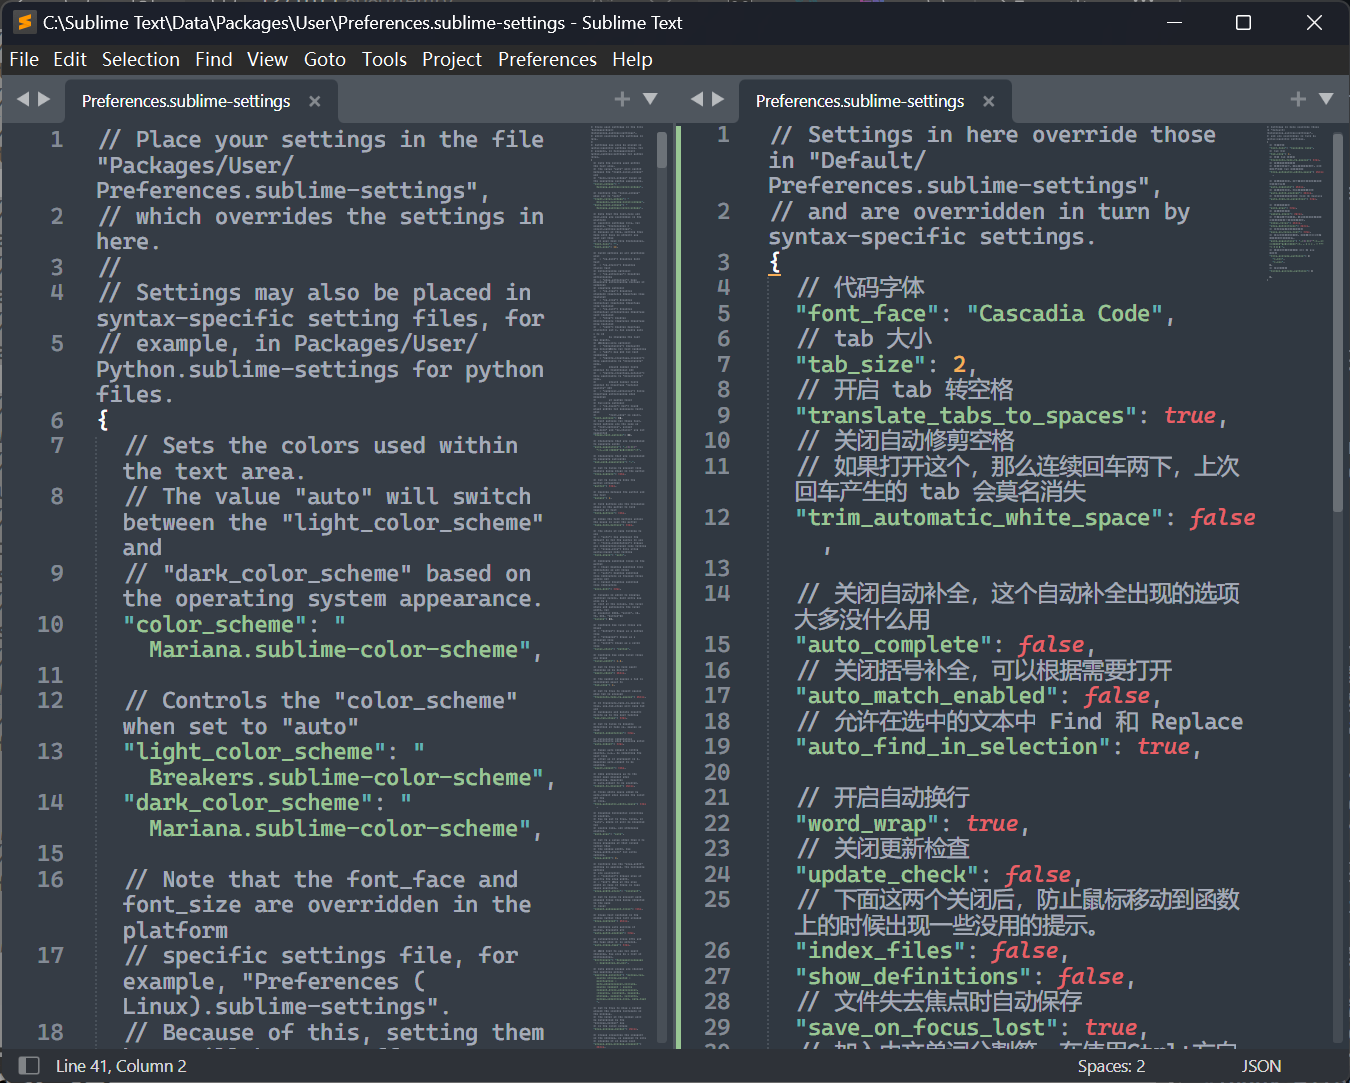 C:\Sublime Text\Data\Packages\User\Preferences.sublime-settings - Sublime Text
File Edit Selection Find View Goto Tools Project Preferences Help
Preferences.sublime-settings
1 // Place your settings in the file
"Packages/User/
Preferences.sublime-settings",
2 // which overrides the settings in
here.
3 //
4 // Settings may also be placed in
syntax-specific setting files, for
5 // example, in Packages/User/
Python.sublime-settings for python
files.
6 {
7 // Sets the colors used within
the text area.
8 // The value "auto" will switch
between the "light_color_scheme"
and
9 // "dark_color_scheme" based on
the operating system appearance.
10 "color_scheme": "
Mariana.sublime-color-scheme",
11
12 // Controls the "color_scheme"
when set to "auto"
13 "light_color_scheme": "
Breakers.sublime-color-scheme",
14 "dark_color_scheme": "
Mariana.sublime-color-scheme",
15
16 // Note that the font_face and
font_size are overridden in the
platform
17 // specific settings file, for
example, "Preferences (
Linux).sublime-settings".
18 // Because of this, setting them
Preferences.sublime-settings
1 // Settings in here override those
in "Default/
Preferences.sublime-settings",
2 // and are overridden in turn by
syntax-specific settings.
3 {
4 // 代码字体
5 "font_face": "Cascadia Code",
6 // tab 大小
7 "tab_size": 2,
8 // 开启 tab 转空格
9 "translate_tabs_to_spaces": true,
10 // 关闭自动修剪空格
11 // 如果打开这个，那么连续回车两下，上次
回车产生的 tab 会莫名消失
12 "trim_automatic_white_space": false
,
13
14 // 关闭自动补全，这个自动补全出现的选项
大多没什么用
15 "auto_complete": false,
16 // 关闭括号补全，可以根据需要打开
17 "auto_match_enabled": false,
18 // 允许在选中的文本中 Find 和 Replace
19 "auto_find_in_selection": true,
20
21 // 开启自动换行
22 "word_wrap": true,
23 // 关闭更新检查
24 "update_check": false,
25 // 下面这两个关闭后，防止鼠标移动到函数
上的时候出现一些没用的提示。
26 "index_files": false,
27 "show_definitions": false,
28 // 文件失去焦点时自动保存
29 "save_on_focus_lost": true,
Line 41, Column 2
Spaces: 2
JSON